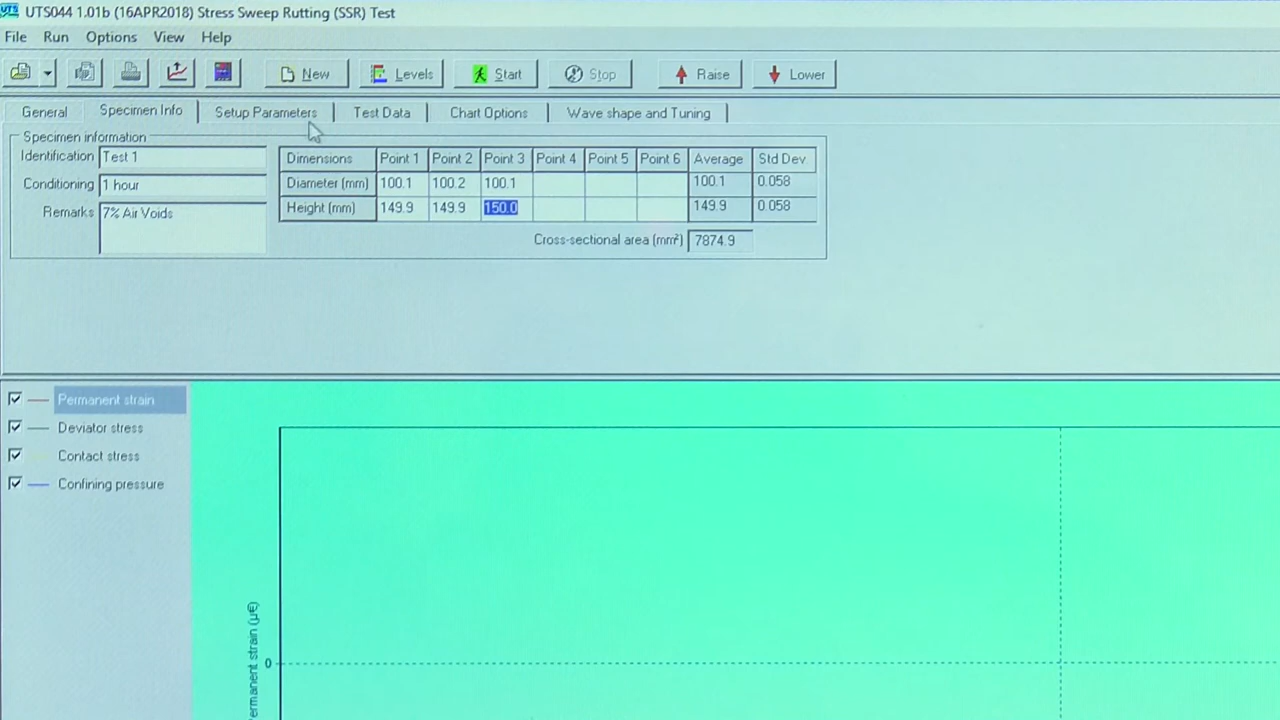 UTS UTS044 1.01b (16APR2018) Stress Sweep Rutting (SSR) Test
File Run Options View Help
New Levels Start Stop Raise Lower
General Specimen Info Setup Parameters Test Data Chart Options Wave shape and Tuning
Specimen information
Identification Test 1
Conditioning 1 hour
Remarks 7% Air Voids
Dimensions Point 1 Point 2 Point 3 Point 4 Point 5 Point 6 Average Std Dev.
Diameter (mm) 100.1 100.2 100.1 100.1 0.058
Height (mm) 149.9 149.9 150.0 149.9 0.058
Cross-sectional area (mm²) 7874.9
Permanent strain
Deviator stress
Contact stress
Confining pressure
ermanent strain (µ€)
0